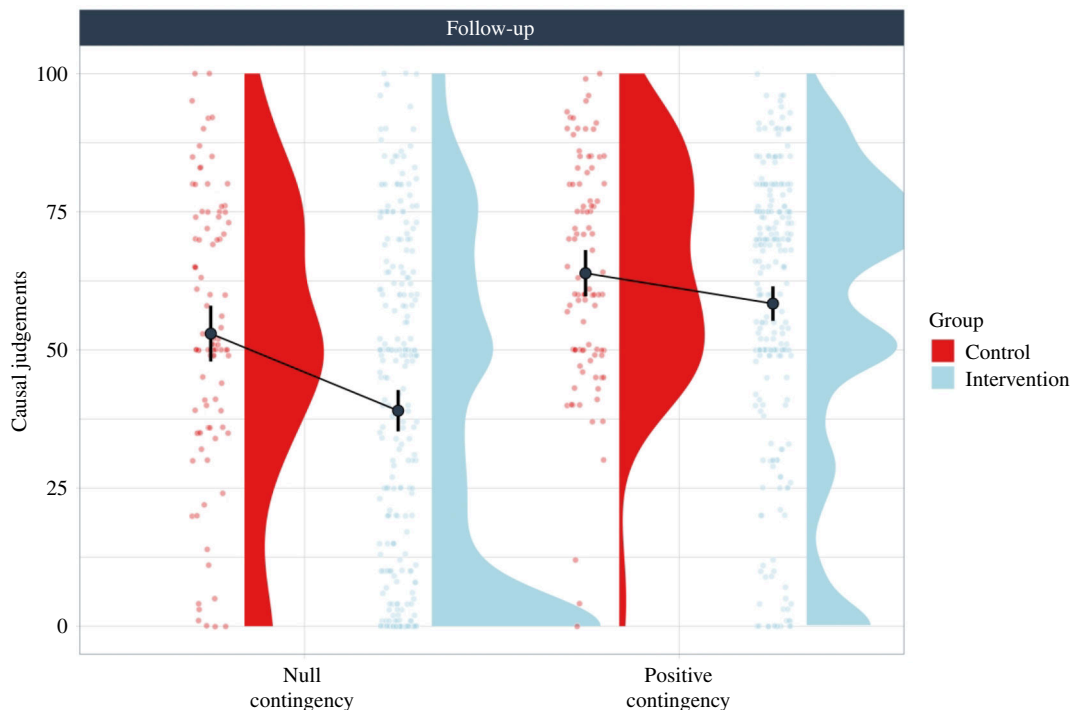 Follow-up
100
75
50
25
0
Causal judgements
Null
contingency
Positive
contingency
Group
Control
Intervention